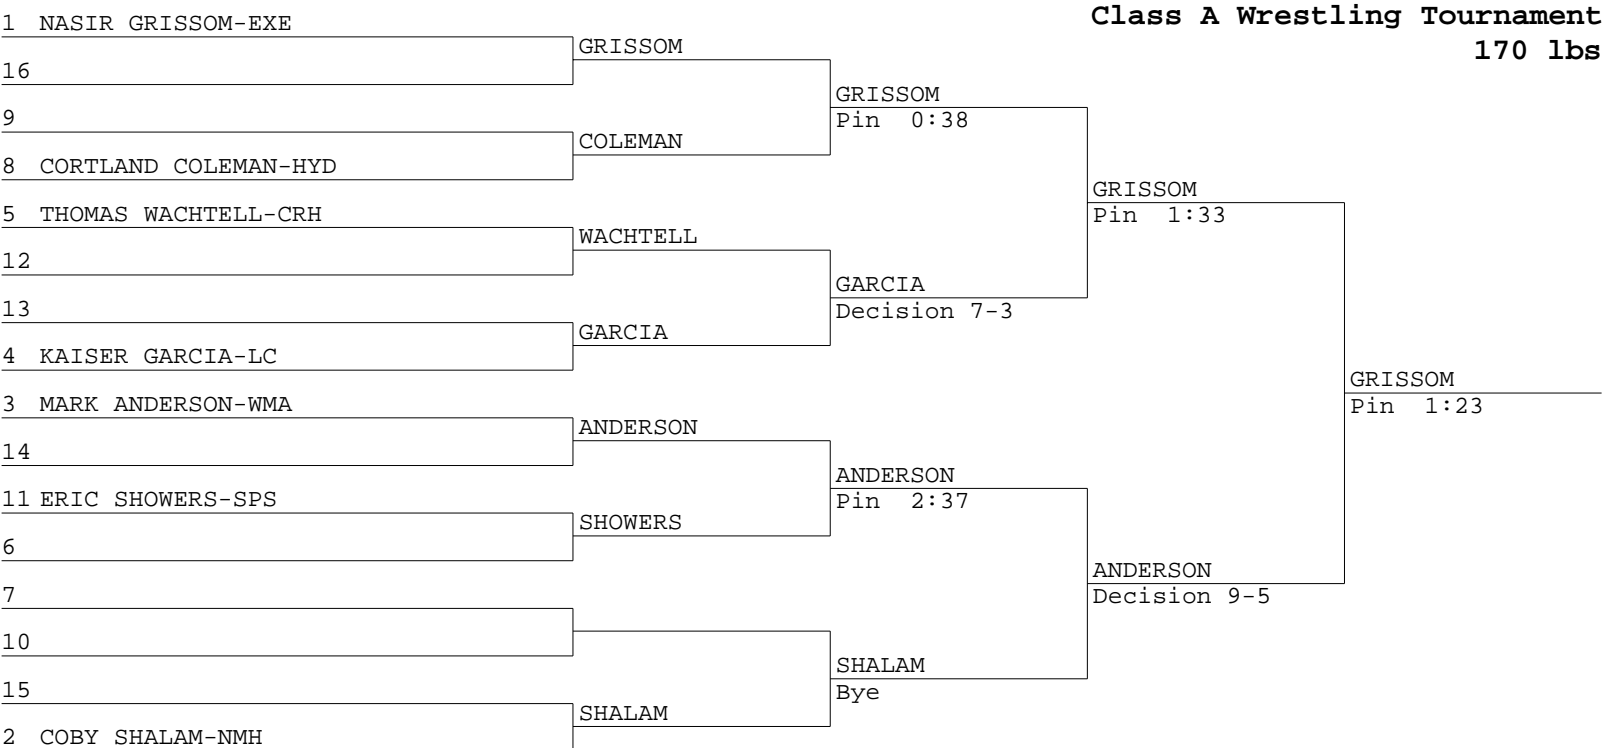 Class A Wrestling Tournament
170 lbs
1 NASIR GRISSOM-EXE
16
9
8 CORTLAND COLEMAN-HYD
5 THOMAS WACHTELL-CRH
12
13
4 KAISER GARCIA-LC
3 MARK ANDERSON-WMA
14
11 ERIC SHOWERS-SPS
6
7
10
15
2 COBY SHALAM-NMH
GRISSOM
COLEMAN
WACHTELL
GARCIA
ANDERSON
SHOWERS
SHALAM
GRISSOM
Pin 0:38
GARCIA
Decision 7-3
ANDERSON
Pin 2:37
SHALAM
Bye
GRISSOM
Pin 1:33
ANDERSON
Decision 9-5
GRISSOM
Pin 1:23